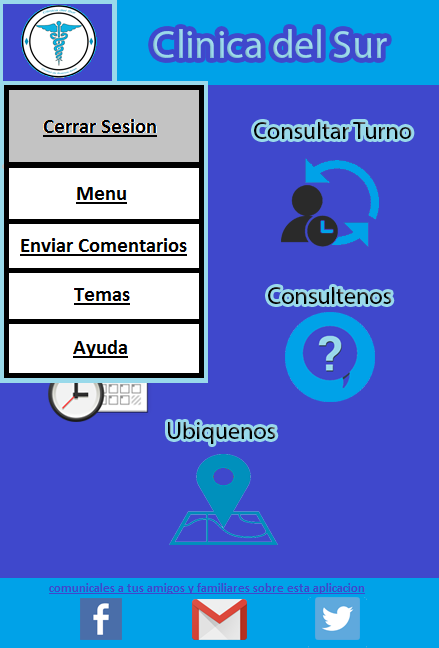 Clinica del Sur
Cerrar Sesion
Consultar Turno
Menu
Enviar Comentarios
Temas
Consultenos
?
Ayuda
Ubiquenos
comunicales a tus amigos y familiares sobre esta aplicacion
f